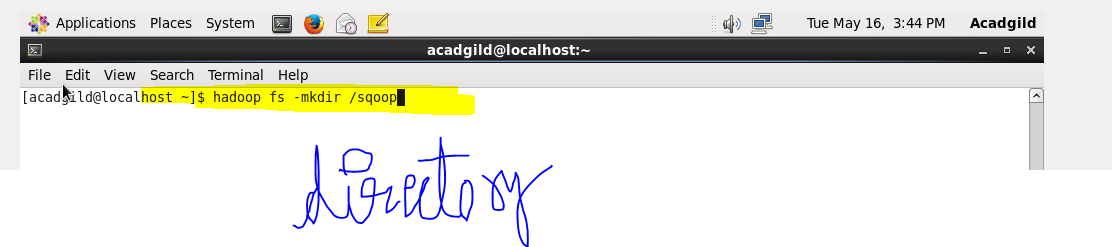 Applications Places System Tue May 16, 3:44 PM Acadgild
acadgild@localhost:~
File Edit View Search Terminal Help
[acadgild@localhost ~]$ hadoop fs -mkdir /sqoop
directory